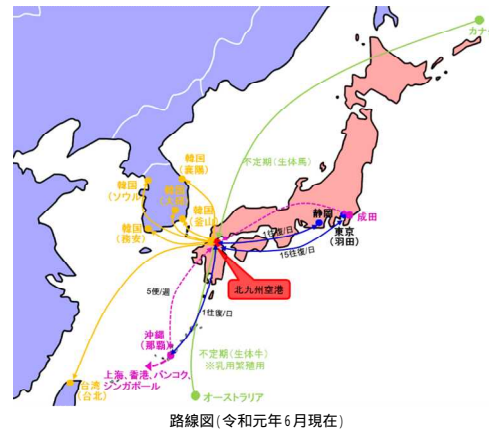 カナ
韓国
(襄陽)
不定期(生体馬)
韓国
(ソウル)
韓国
韓国
(釜山)
成田
静岡
東京
(羽田)
韓国
(務安)
1往復/日
15往復/日
北九州空港
5便/週
1往復/日
沖縄
(那覇)
不定期(生体牛)
※乳用繁殖用
上海、香港、バンコク、
シンガポール
台湾
(台北)
オーストラリア
路線図(令和元年6月現在)